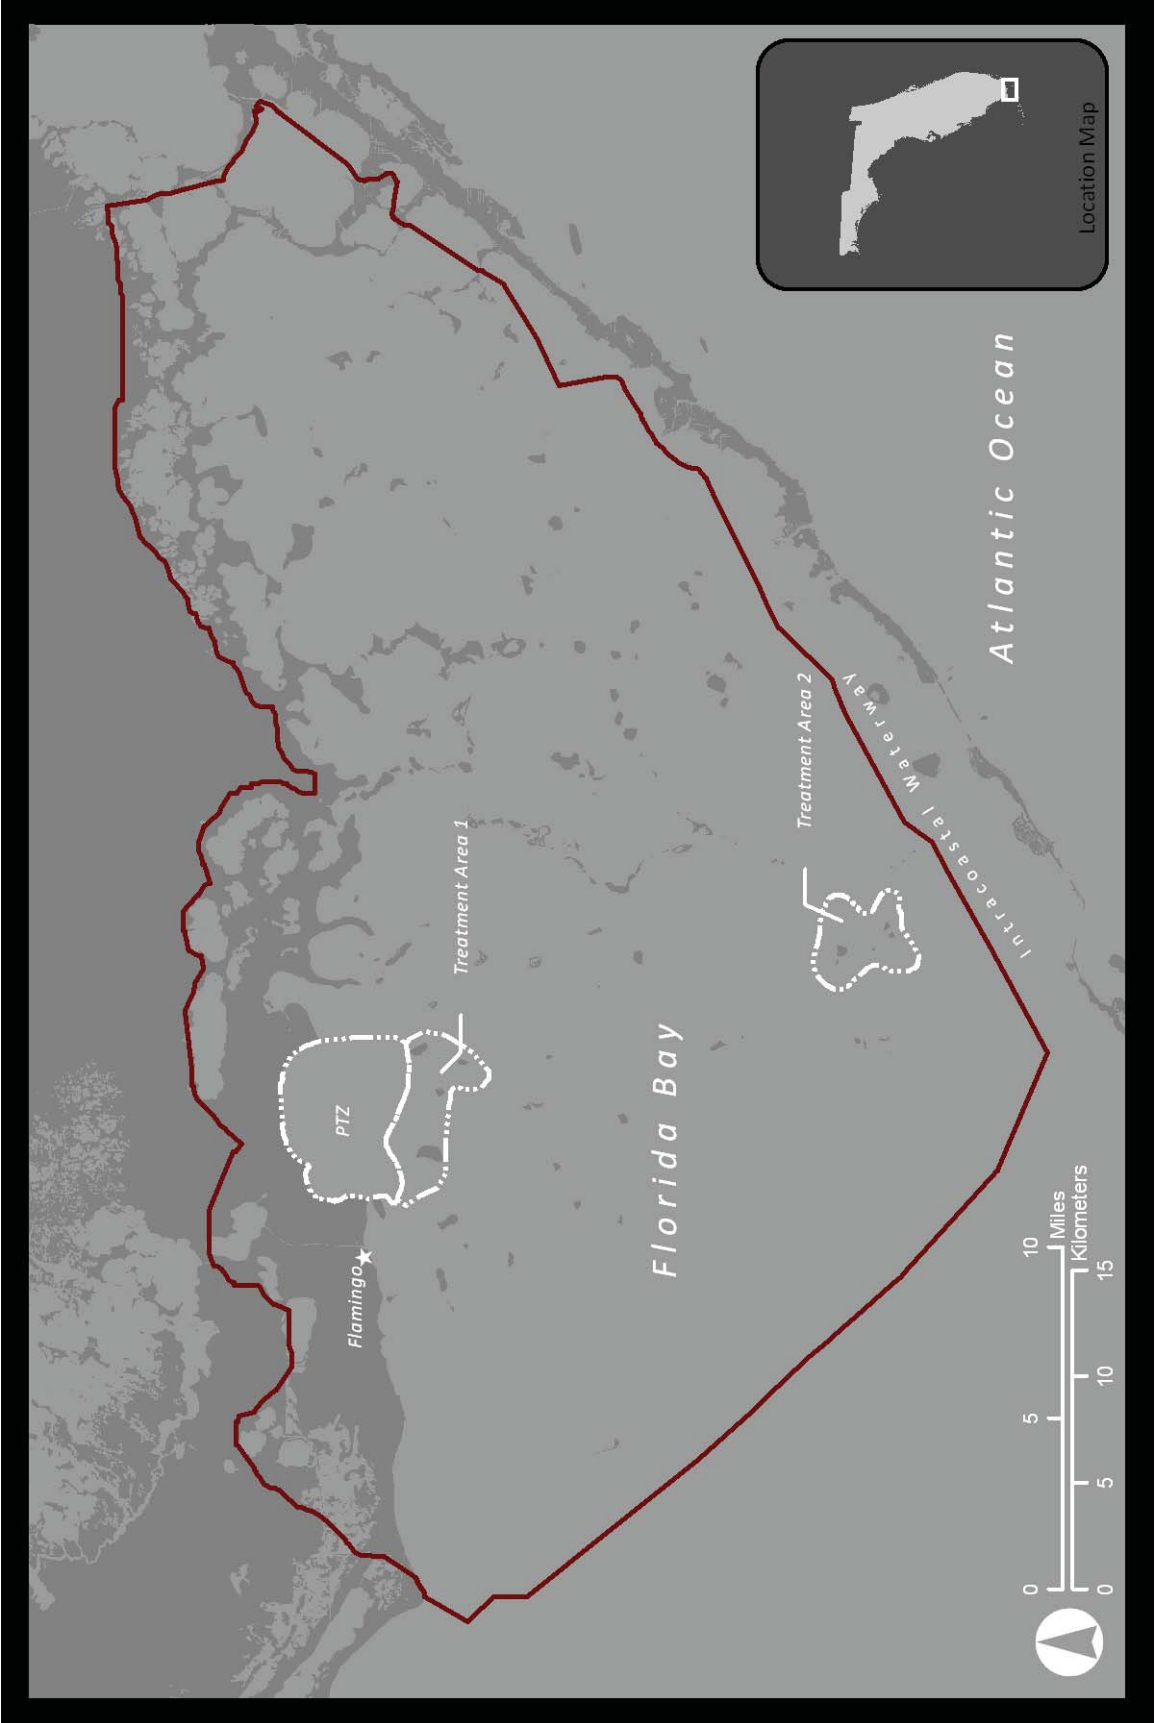 Location Map
Atlantic Ocean
Intracoastal Waterway
Treatment Area 2
Treatment Area 1
PTZ
Flamingo
Florida Bay
0 5 10
Miles
Kilometers
0 5 10 15